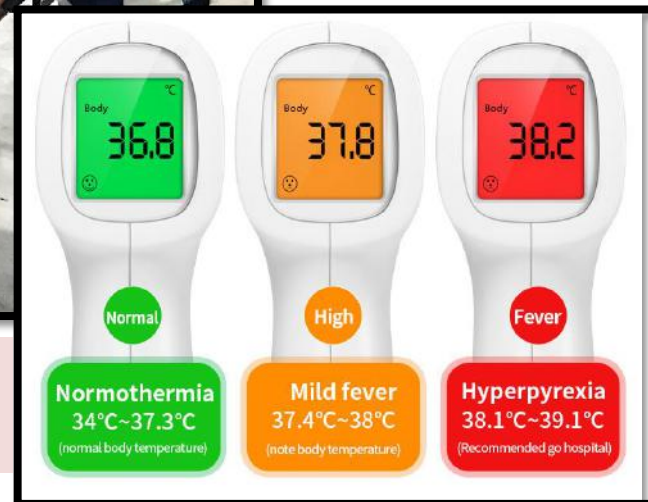 ℃
Body
36.8
℃
Body
37.8
℃
Body
38.2
Normal
High
Fever
Normothermia
34°C~37.3°C
(normal body temperature)
Mild fever
37.4°C~38°C
(note body temperature)
Hyperpyrexia
38.1°C~39.1°C
(Recommended go hospital)